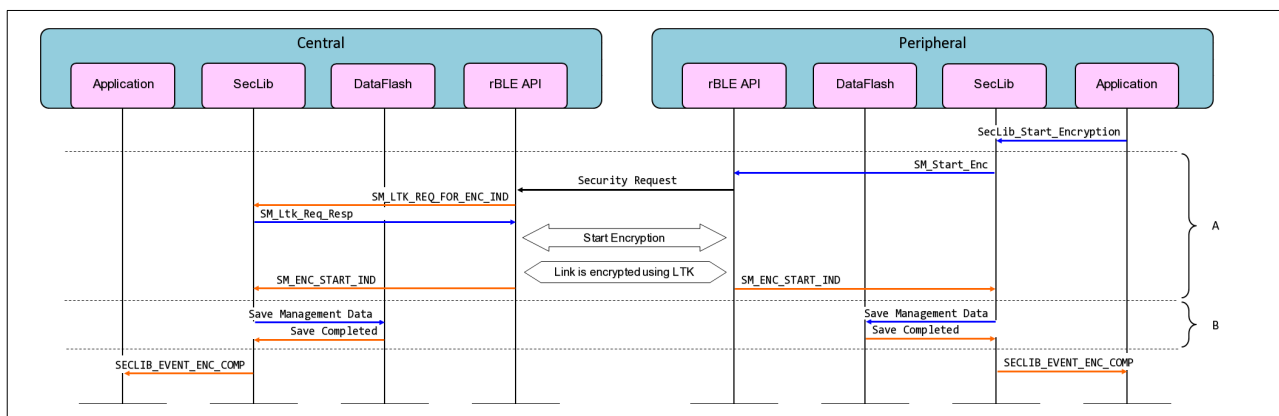 Central
Peripheral
Application
SecLib
DataFlash
rBLE API
rBLE API
DataFlash
SecLib
Application
SecLib_Start_Encryption
SM_Start_Enc
Security Request
SM_LTK_REQ_FOR_ENC_IND
SM_Ltk_Req_Resp
A
Start Encryption
Link is encrypted using LTK
SM_ENC_START_IND
SM_ENC_START_IND
Save Management Data
Save Management Data
B
Save Completed
Save Completed
SECLIB_EVENT_ENC_COMP
SECLIB_EVENT_ENC_COMP